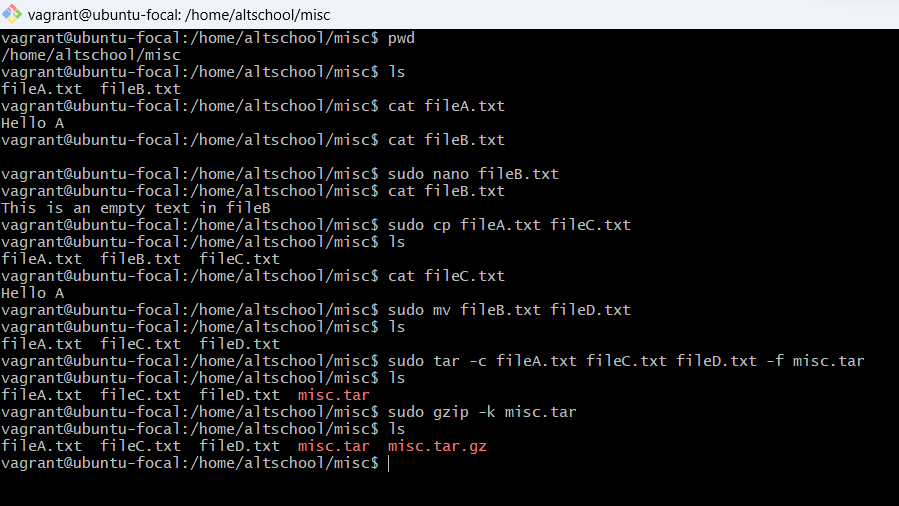 vagrant@ubuntu-focal: /home/altschool/misc
vagrant@ubuntu-focal:/home/altschool/misc$ pwd
/home/altschool/misc
vagrant@ubuntu-focal:/home/altschool/misc$ ls
fileA.txt  fileB.txt
vagrant@ubuntu-focal:/home/altschool/misc$ cat fileA.txt
Hello A
vagrant@ubuntu-focal:/home/altschool/misc$ cat fileB.txt
vagrant@ubuntu-focal:/home/altschool/misc$ sudo nano fileB.txt
vagrant@ubuntu-focal:/home/altschool/misc$ cat fileB.txt
This is an empty text in fileB
vagrant@ubuntu-focal:/home/altschool/misc$ sudo cp fileA.txt fileC.txt
vagrant@ubuntu-focal:/home/altschool/misc$ ls
fileA.txt  fileB.txt  fileC.txt
vagrant@ubuntu-focal:/home/altschool/misc$ cat fileC.txt
Hello A
vagrant@ubuntu-focal:/home/altschool/misc$ sudo mv fileB.txt fileD.txt
vagrant@ubuntu-focal:/home/altschool/misc$ ls
fileA.txt  fileC.txt  fileD.txt
vagrant@ubuntu-focal:/home/altschool/misc$ sudo tar -c fileA.txt fileC.txt fileD.txt -f misc.tar
vagrant@ubuntu-focal:/home/altschool/misc$ ls
fileA.txt  fileC.txt  fileD.txt  misc.tar
vagrant@ubuntu-focal:/home/altschool/misc$ sudo gzip -k misc.tar
vagrant@ubuntu-focal:/home/altschool/misc$ ls
fileA.txt  fileC.txt  fileD.txt  misc.tar  misc.tar.gz
vagrant@ubuntu-focal:/home/altschool/misc$